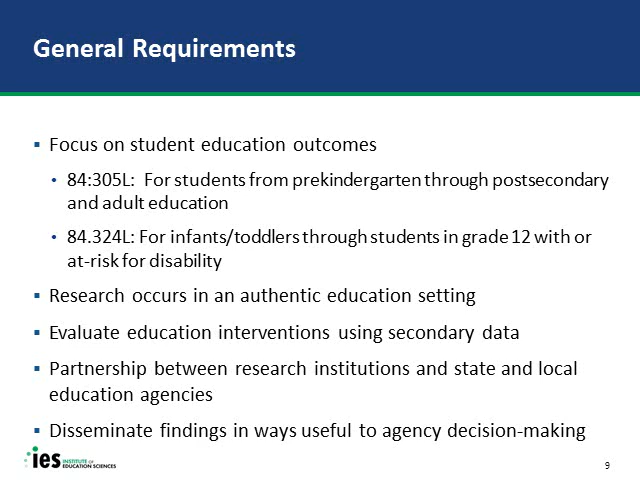 General Requirements
▪ Focus on student education outcomes
• 84:305L: For students from prekindergarten through postsecondary
and adult education
• 84.324L: For infants/toddlers through students in grade 12 with or
at-risk for disability
▪ Research occurs in an authentic education setting
▪ Evaluate education interventions using secondary data
▪ Partnership between research institutions and state and local
education agencies
▪ Disseminate findings in ways useful to agency decision-making
ies INSTITUTE OF
EDUCATION SCIENCES
9